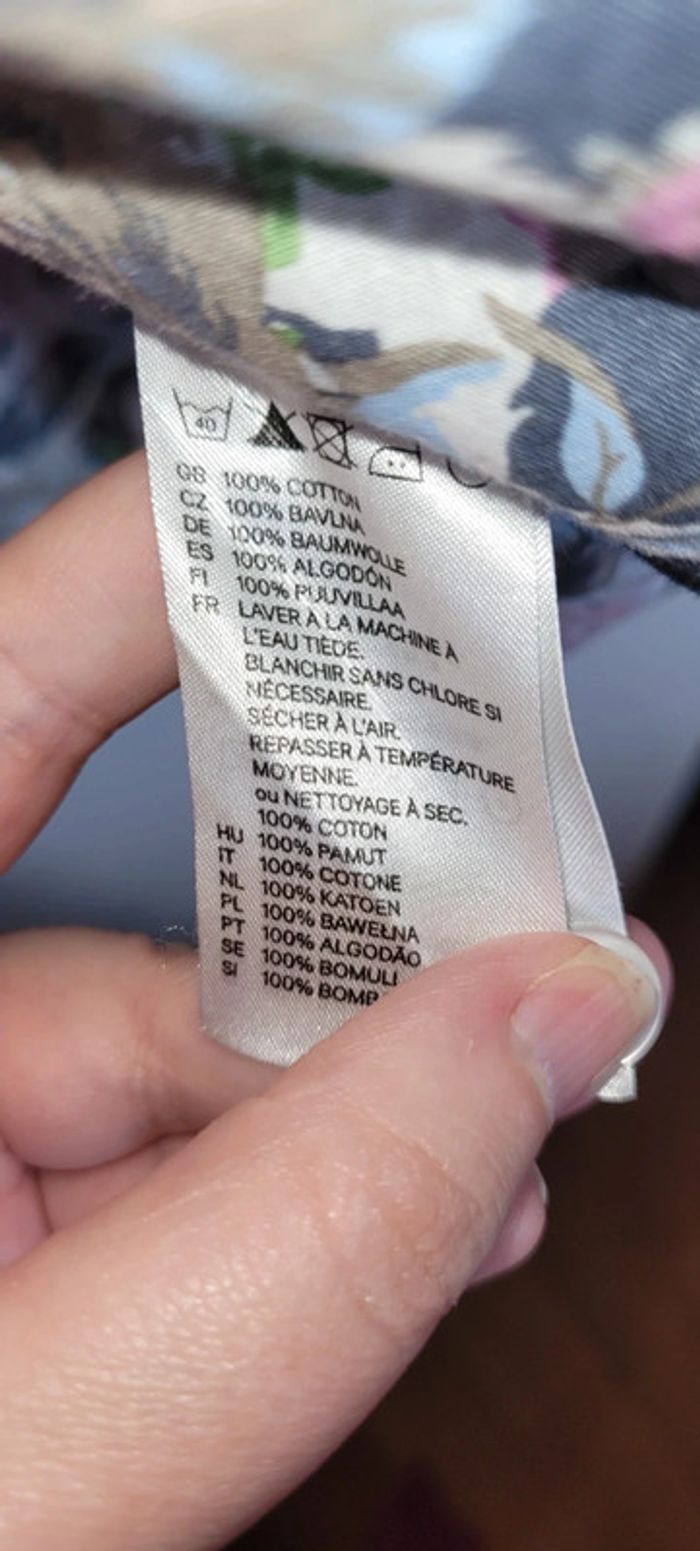 40
GB 100% COTTON
CZ 100% BAVLNA
DE 100% BAUMWOLLE
ES 100% ALGODÓN
FI 100% PUUVILLAA
FR LAVER À LA MACHINE À
L'EAU TIÈDE.
BLANCHIR SANS CHLORE SI
NÉCESSAIRE.
SÉCHER À L'AIR.
REPASSER À TEMPÉRATURE
MOYENNE.
ou NETTOYAGE À SEC.
100% COTON
HU 100% PAMUT
IT 100% COTONE
NL 100% KATOEN
PL 100% BAWEŁNA
PT 100% ALGODÃO
SE 100% BOMULL
SI 100%